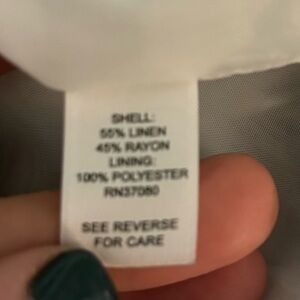 SHELL:
55% LINEN
45% RAYON
LINING:
100% POLYESTER
RN37080
SEE REVERSE
FOR CARE